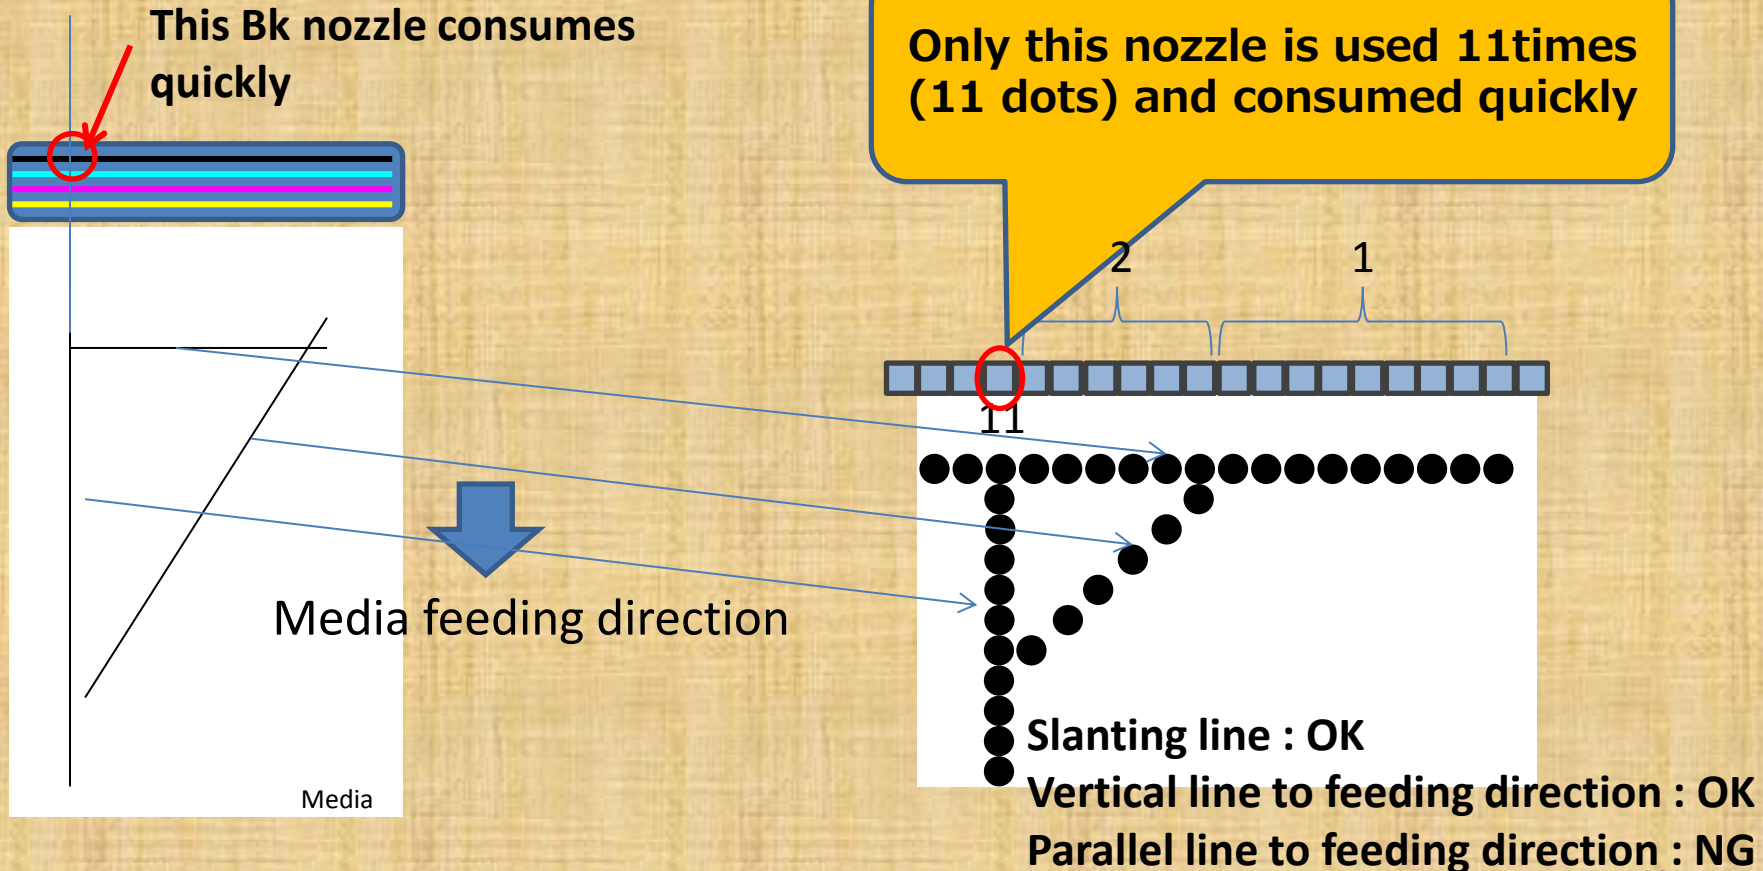 This Bk nozzle consumes
quickly
Only this nozzle is used 11times
(11 dots) and consumed quickly
2
1
11
Media feeding direction
Media
Slanting line : OK
Vertical line to feeding direction : OK
Parallel line to feeding direction : NG